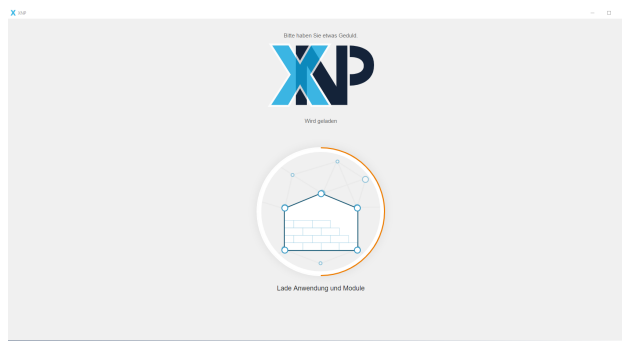 XNP
Bitte haben Sie etwas Geduld.
XNP
Wird geladen
Lade Anwendung und Module